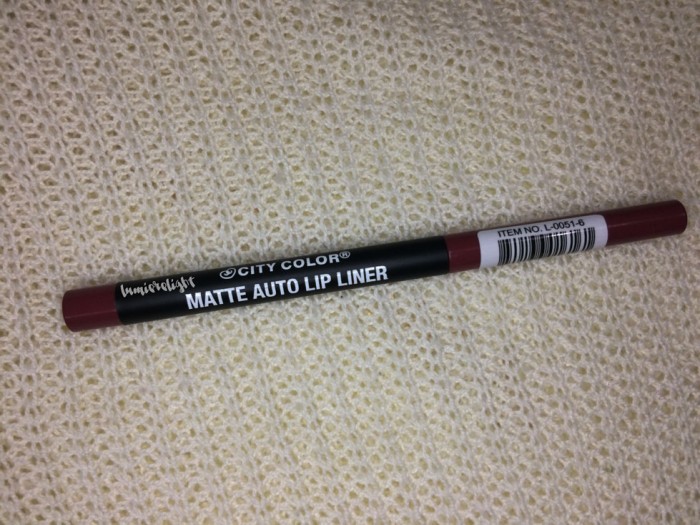 lumierelight
CITY COLOR®
MATTE AUTO LIP LINER
ITEM NO. L-0051-6